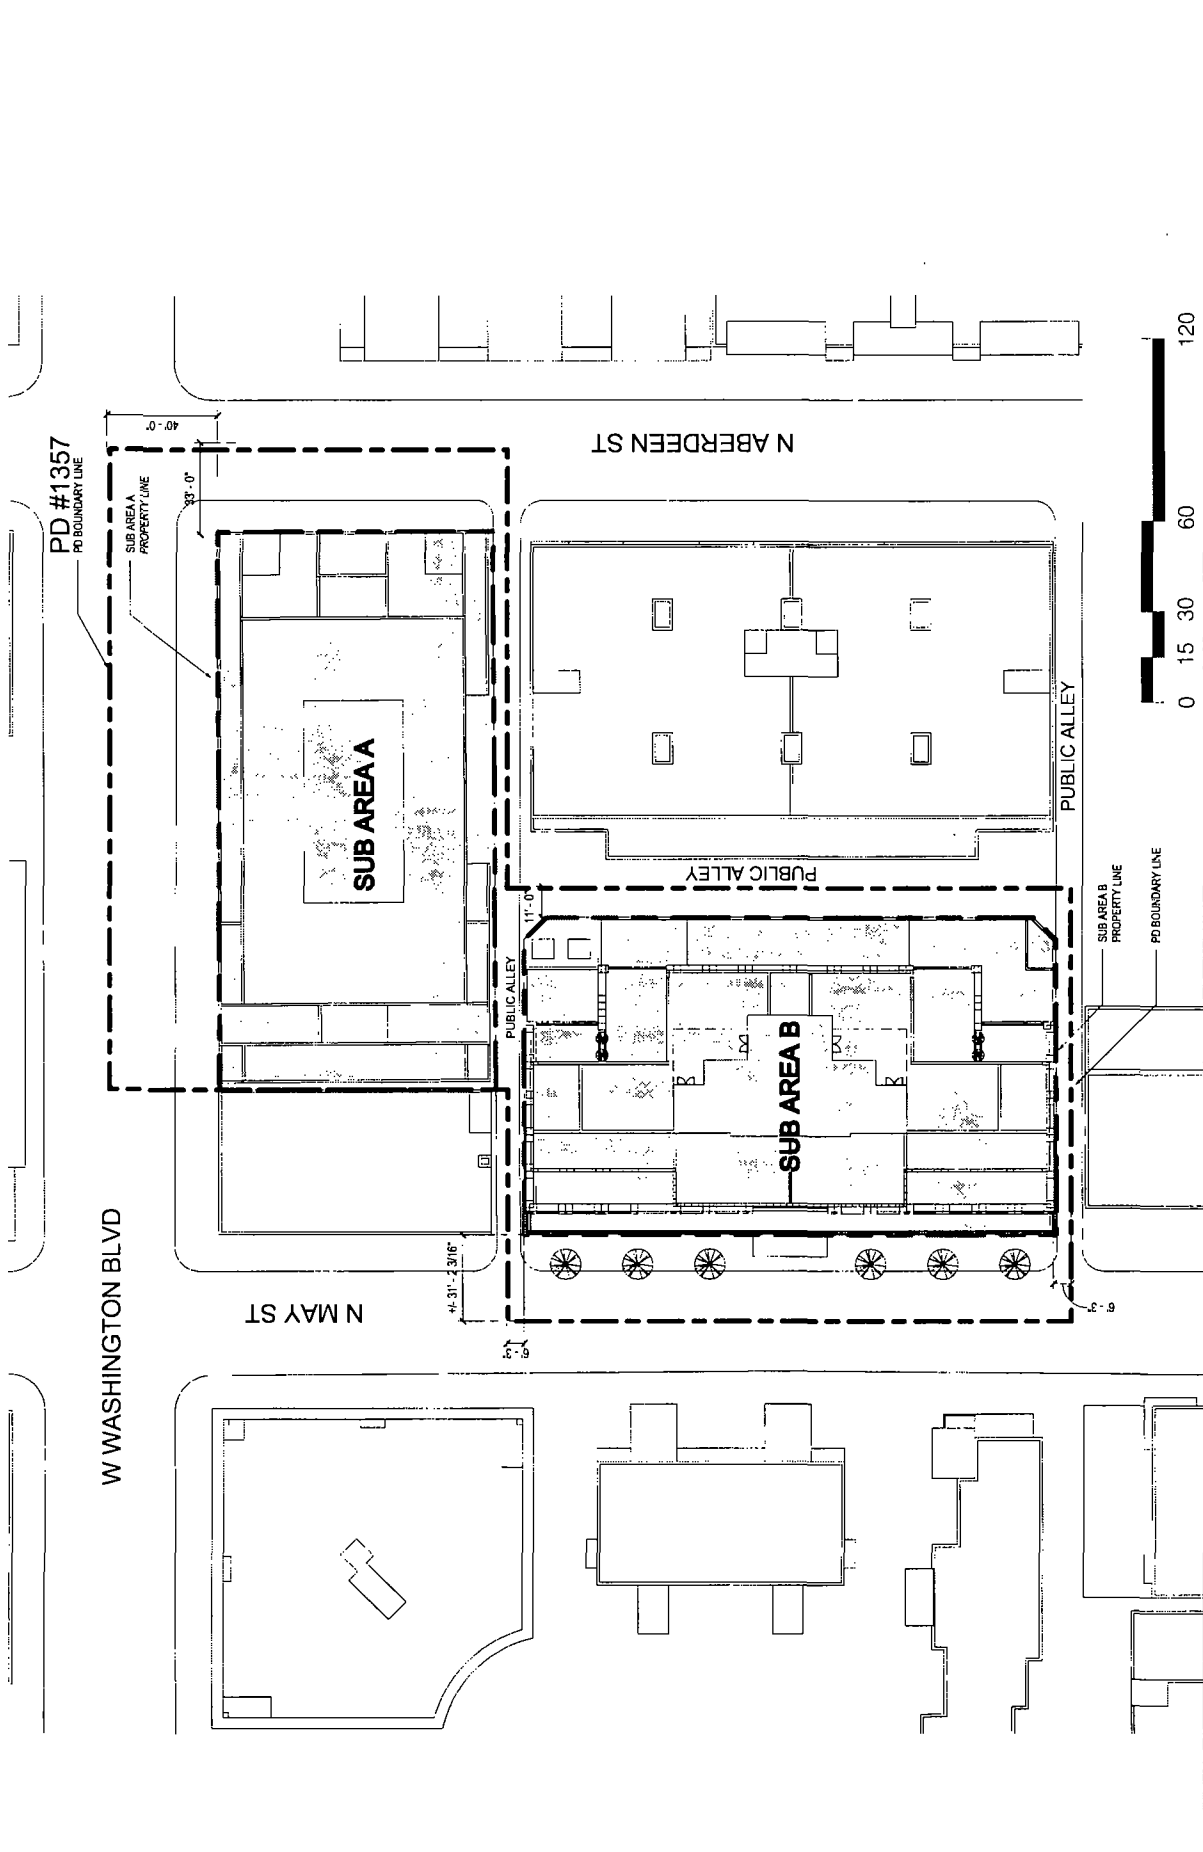 PD #1357
PD BOUNDARY LINE
SUB AREA A
PROPERTY LINE
40' - 0"
33' - 0"
W WASHINGTON BLVD
N ABERDEEN ST
N MAY ST
SUB AREA A
PUBLIC ALLEY
PUBLIC ALLEY
PUBLIC ALLEY
11' - 0"
SUB AREA B
+/- 31' - 2 3/16"
6' - 3"
6' - 3"
SUB AREA B
PROPERTY LINE
PD BOUNDARY LINE
0 15 30 60 120